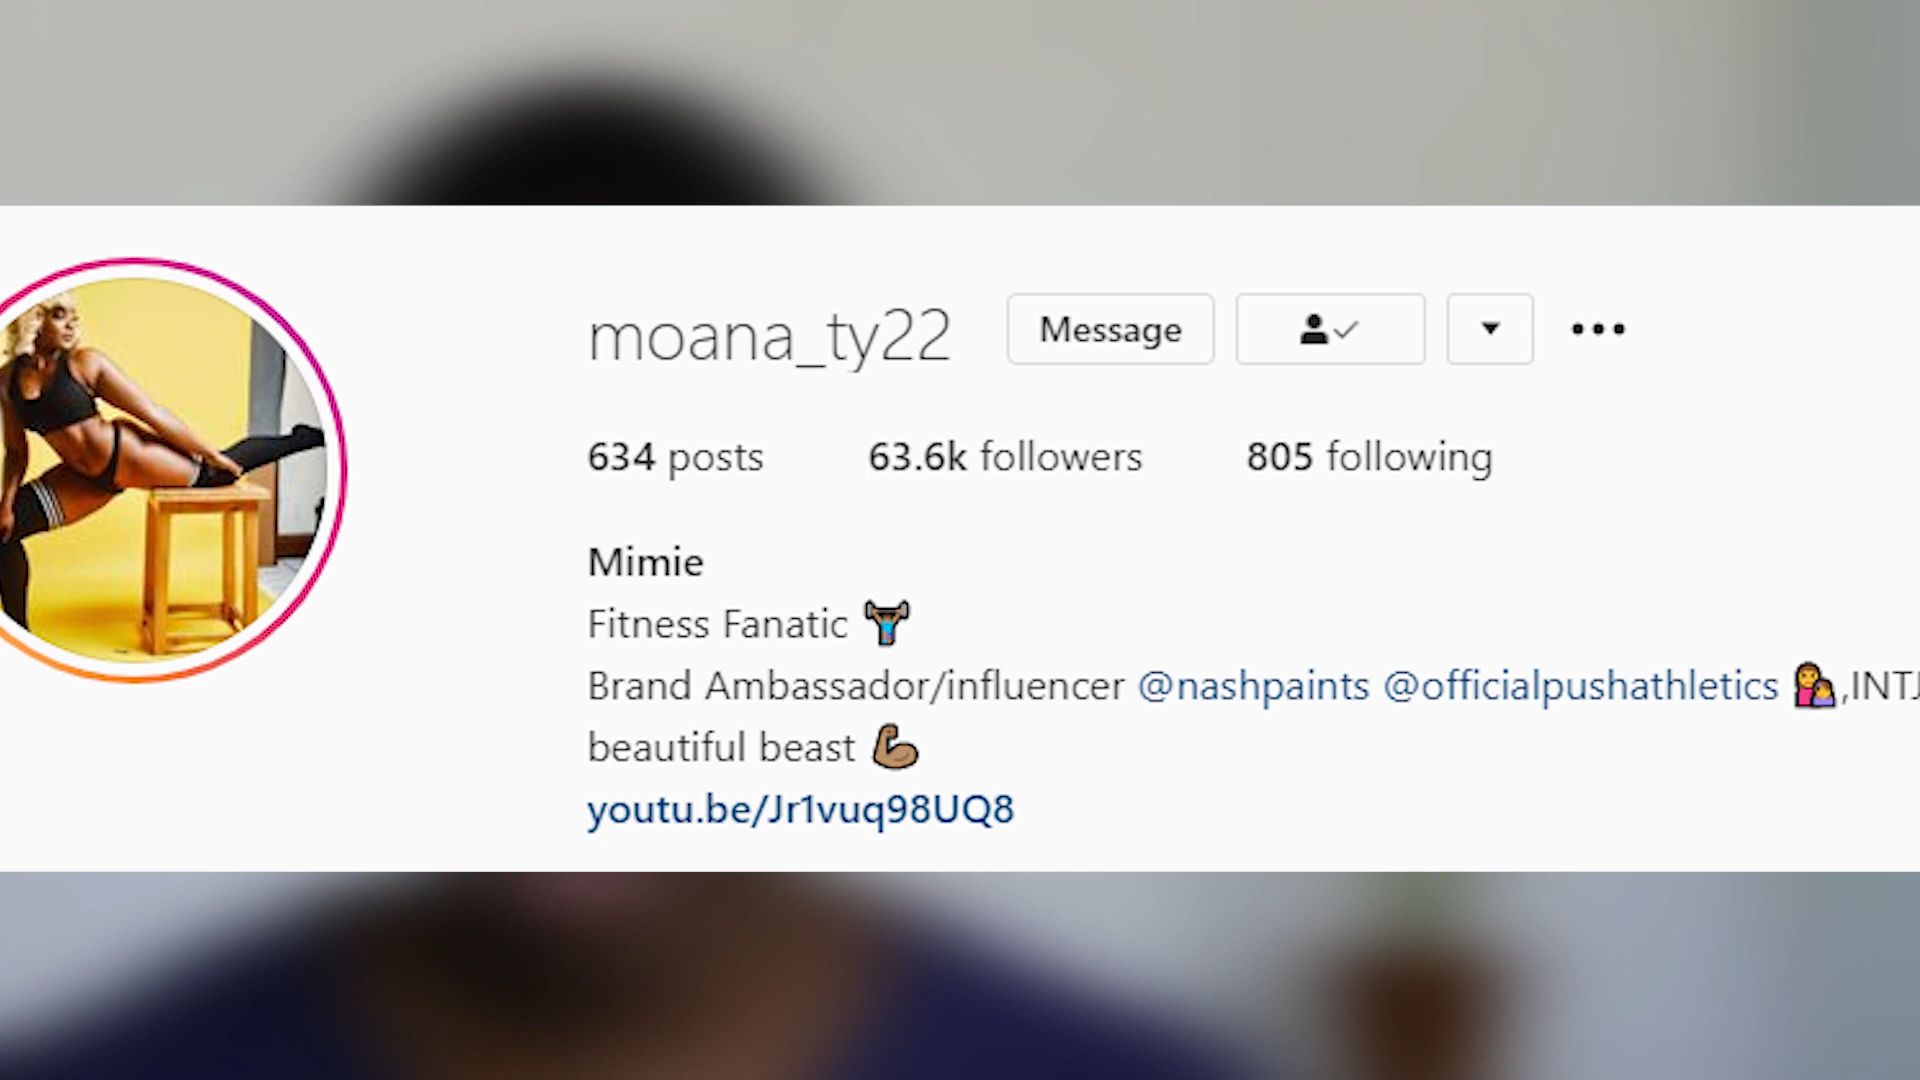 moana_ty22 Message
634 posts 63.6k followers 805 following
Mimie
Fitness Fanatic
Brand Ambassador/influencer @nashpaints @officialpushathletics ,INTJ
beautiful beast
youtu.be/Jr1vuq98UQ8